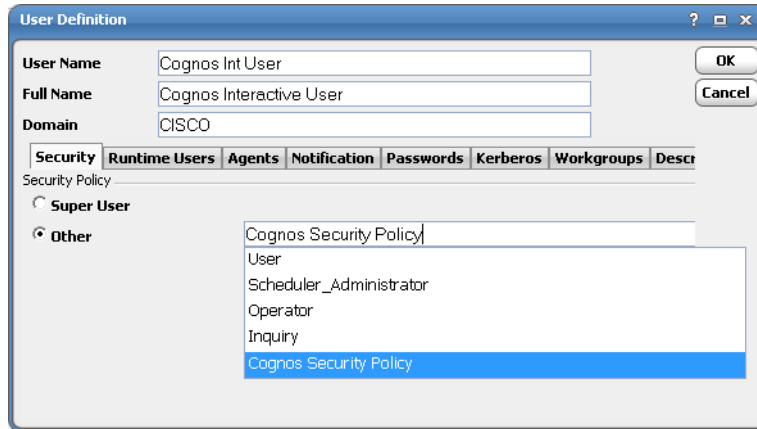 User Definition
?
User Name Cognos Int User OK
Full Name Cognos Interactive User Cancel
Domain CISCO
Security Runtime Users Agents Notification Passwords Kerberos Workgroups Descr
Security Policy
Super User
Other Cognos Security Policy
User
Scheduler_Administrator
Operator
Inquiry
Cognos Security Policy